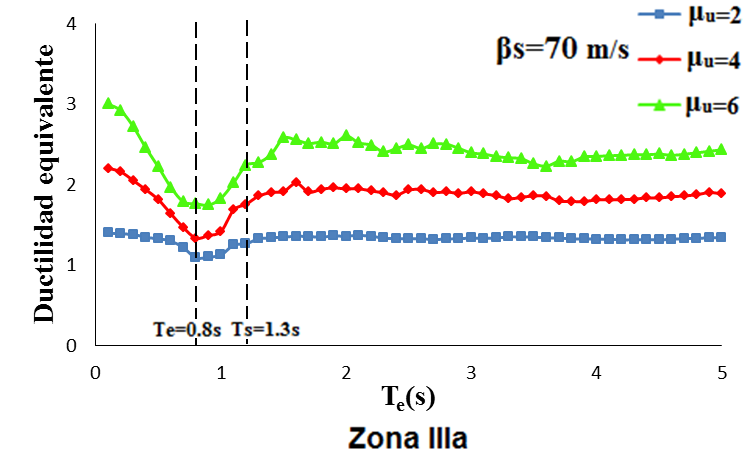 4
3
2
1
0
Ductilidad equivalente
βs=70 m/s
μu=2
μu=4
μu=6
Te=0.8s Ts=1.3s
0 1 2 3 4 5
Te(s)
Zona IIIa